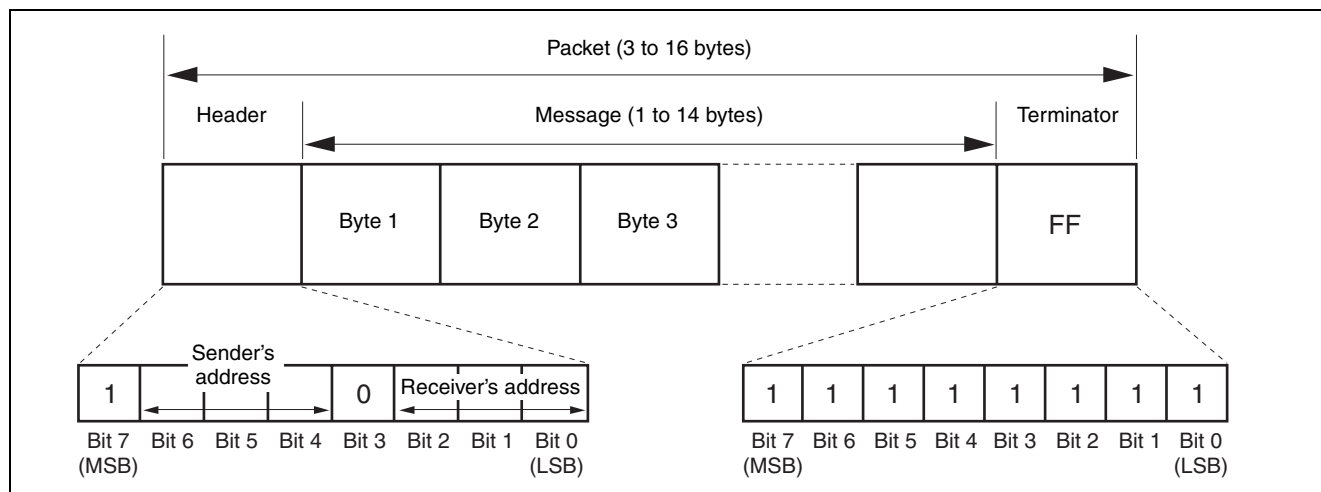 Packet (3 to 16 bytes)
Header Message (1 to 14 bytes) Terminator
Byte 1 Byte 2 Byte 3 FF
Sender's
address
1 0 Receiver's address
Bit 7 Bit 6 Bit 5 Bit 4 Bit 3 Bit 2 Bit 1 Bit 0
(MSB) (LSB)
1 1 1 1 1 1 1 1
Bit 7 Bit 6 Bit 5 Bit 4 Bit 3 Bit 2 Bit 1 Bit 0
(MSB) (LSB)